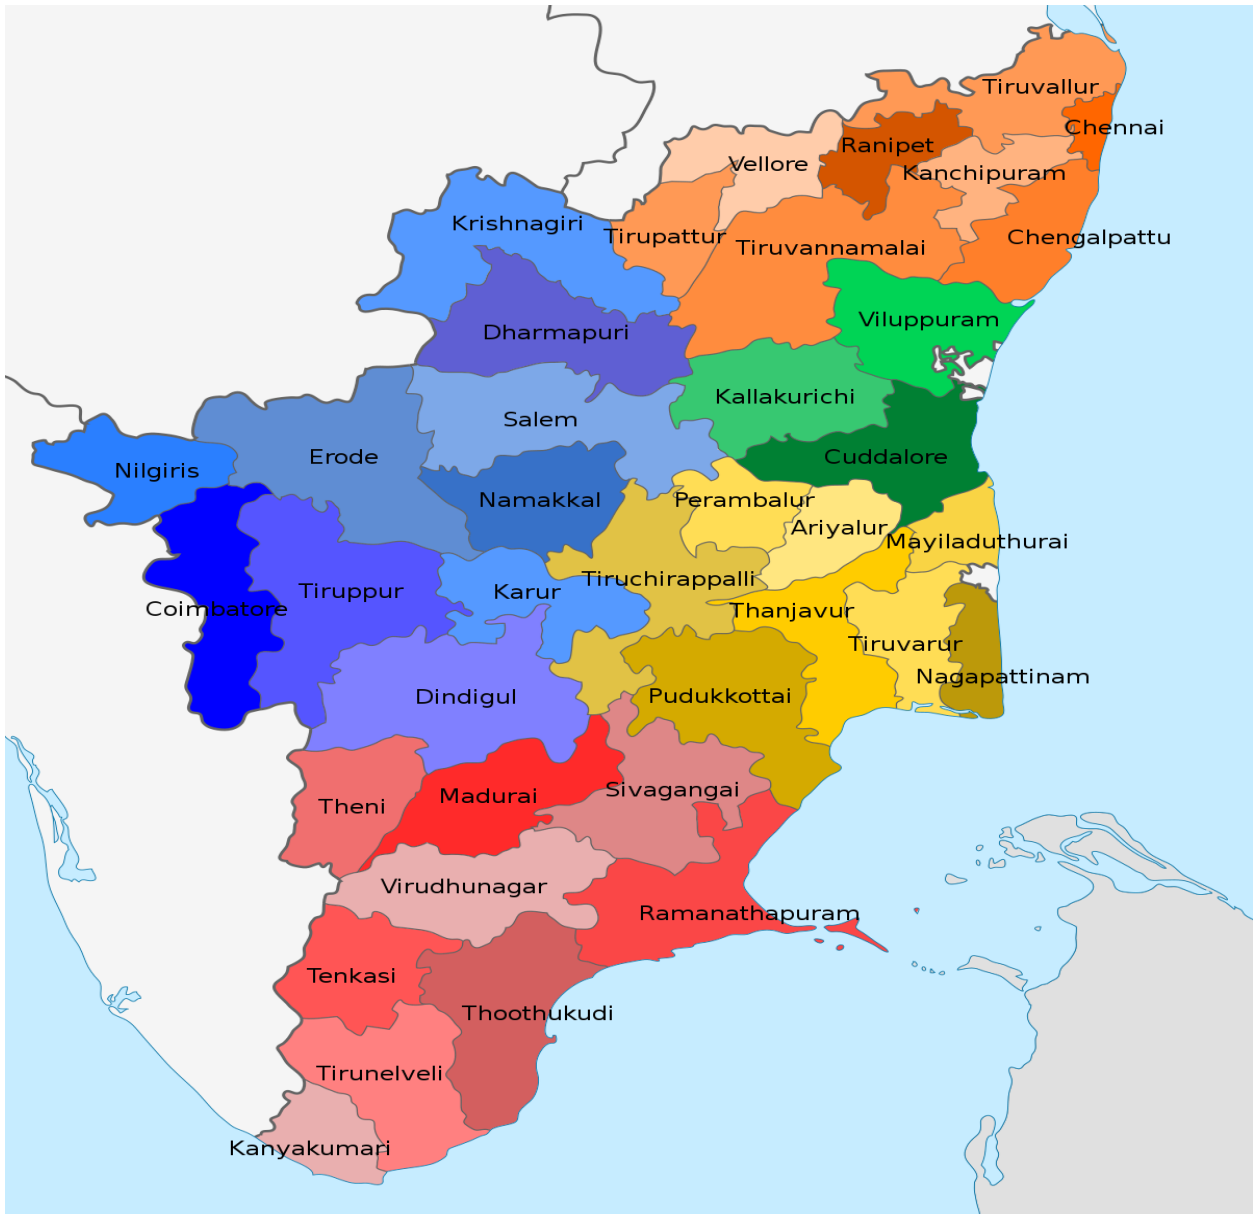 Tiruvallur
Chennai
Ranipet
Vellore
Kanchipuram
Krishnagiri
Tirupattur
Chengalpattu
Tiruvannamalai
Viluppuram
Dharmapuri
Kallakurichi
Salem
Erode
Cuddalore
Nilgiris
Namakkal
Perambalur
Ariyalur
Mayiladuthurai
Tiruchirappalli
Tiruppur
Karur
Coimbatore
Thanjavur
Tiruvarur
Nagapattinam
Dindigul
Pudukkottai
Sivagangai
Madurai
Theni
Virudhunagar
Ramanathapuram
Tenkasi
Thoothukudi
Tirunelveli
Kanyakumari